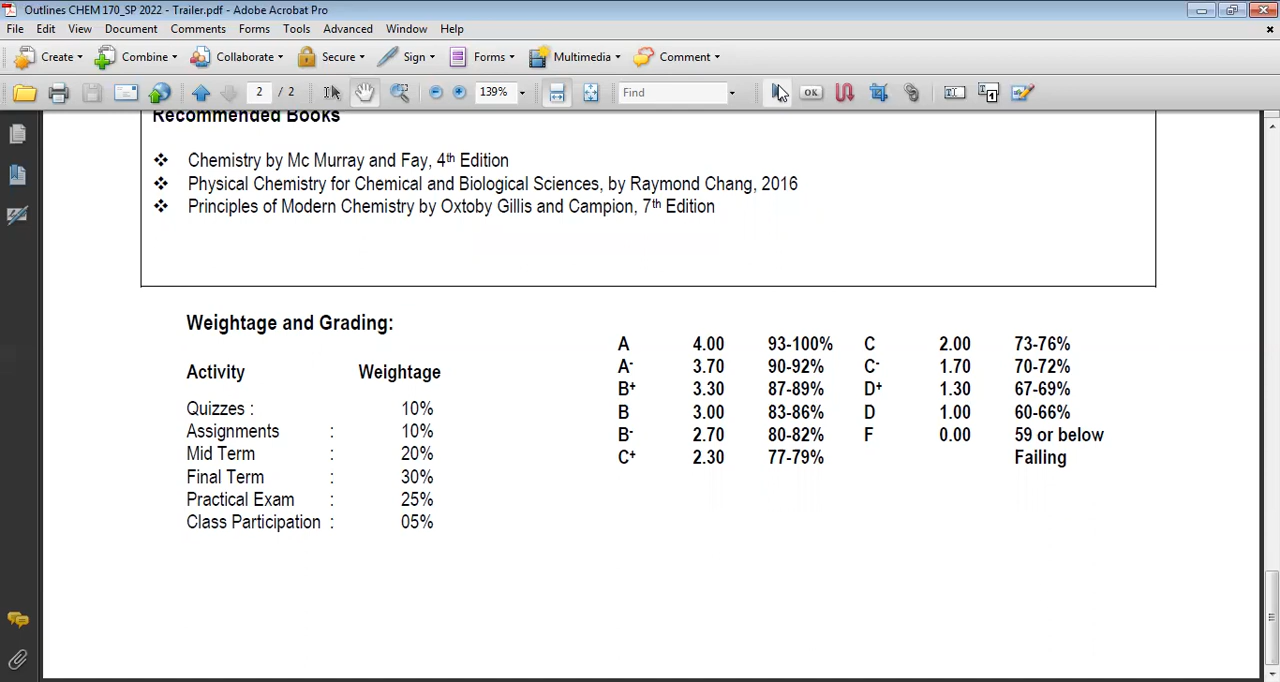 Outlines CHEM 170_SP 2022 - Trailer.pdf - Adobe Acrobat Pro
File Edit View Document Comments Forms Tools Advanced Window Help
Create Combine Collaborate Secure Sign Forms Multimedia Comment
2 / 2 139% Find OK
Recommended Books
❖ Chemistry by Mc Murray and Fay, 4th Edition
❖ Physical Chemistry for Chemical and Biological Sciences, by Raymond Chang, 2016
❖ Principles of Modern Chemistry by Oxtoby Gillis and Campion, 7th Edition
Weightage and Grading:
Activity Weightage
Quizzes : 10%
Assignments : 10%
Mid Term : 20%
Final Term : 30%
Practical Exam : 25%
Class Participation : 05%
A 4.00 93-100% C 2.00 73-76%
A- 3.70 90-92% C- 1.70 70-72%
B+ 3.30 87-89% D+ 1.30 67-69%
B 3.00 83-86% D 1.00 60-66%
B- 2.70 80-82% F 0.00 59 or below
C+ 2.30 77-79% Failing